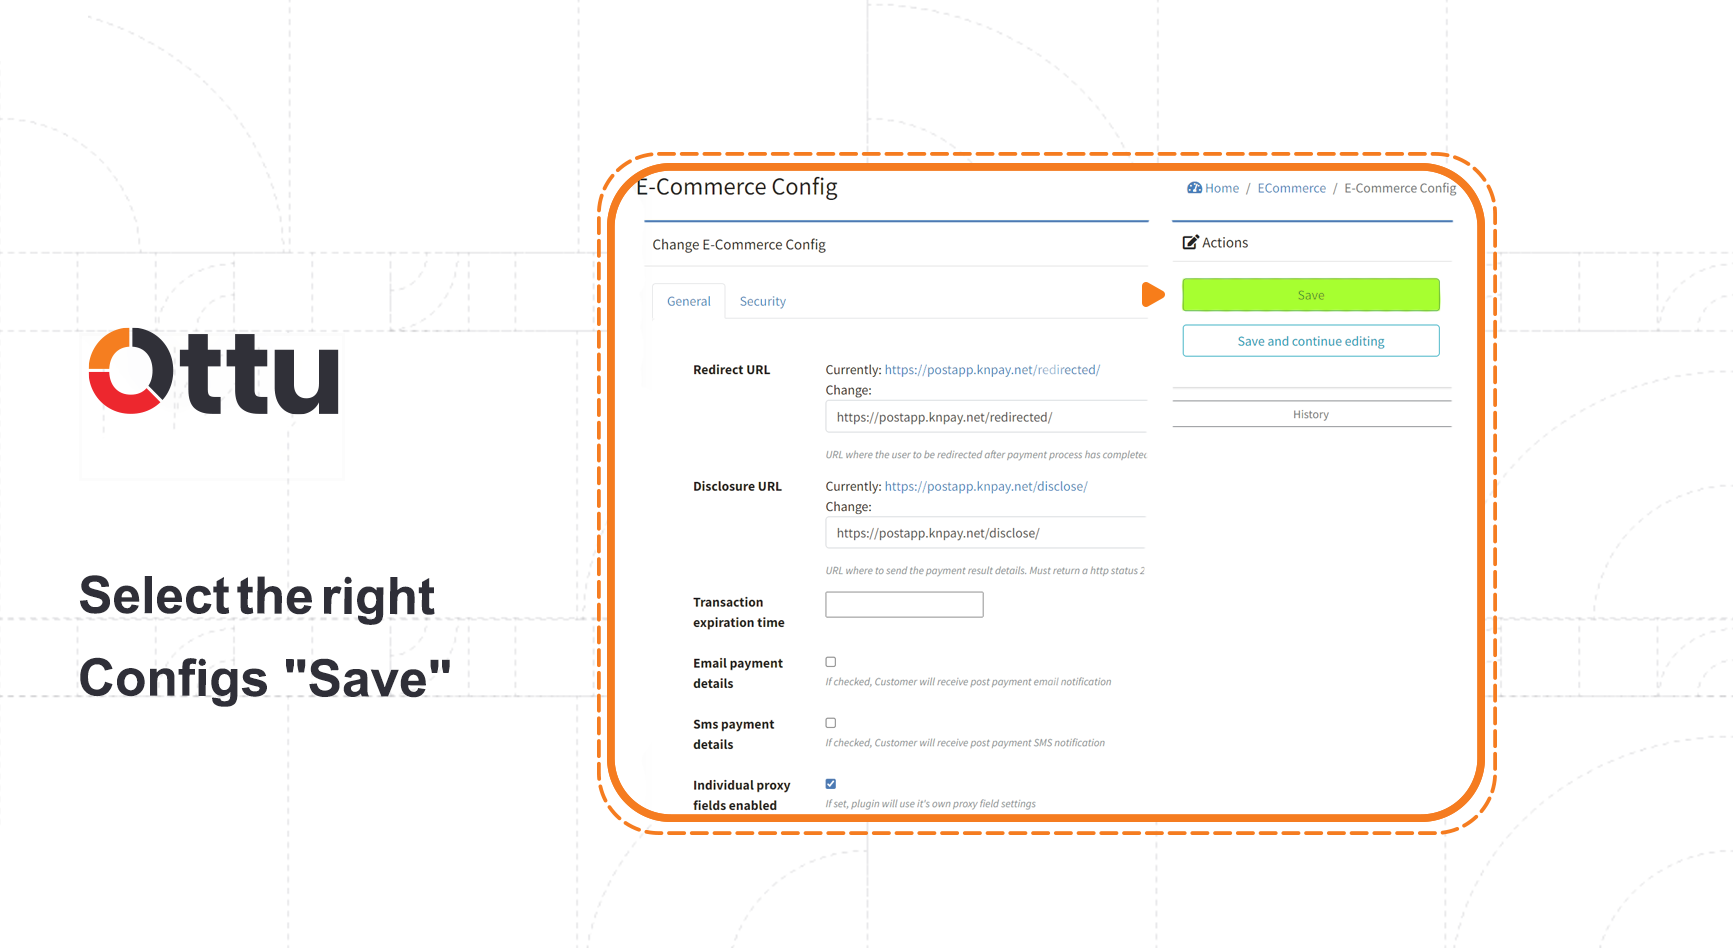 Ottu
Select the right
Configs "Save"
E-Commerce Config
Home / ECommerce / E-Commerce Config
Change E-Commerce Config
General Security
Redirect URL
Currently: https://postapp.knpay.net/redirected/
Change:
https://postapp.knpay.net/redirected/
URL where the user to be redirected after payment process has completed
Disclosure URL
Currently: https://postapp.knpay.net/disclose/
Change:
https://postapp.knpay.net/disclose/
URL where to send the payment result details. Must return a http status 2
Transaction
expiration time
Email payment
details
If checked, Customer will receive post payment email notification
Sms payment
details
If checked, Customer will receive post payment SMS notification
Individual proxy
fields enabled
If set, plugin will use it's own proxy field settings
Actions
Save
Save and continue editing
History